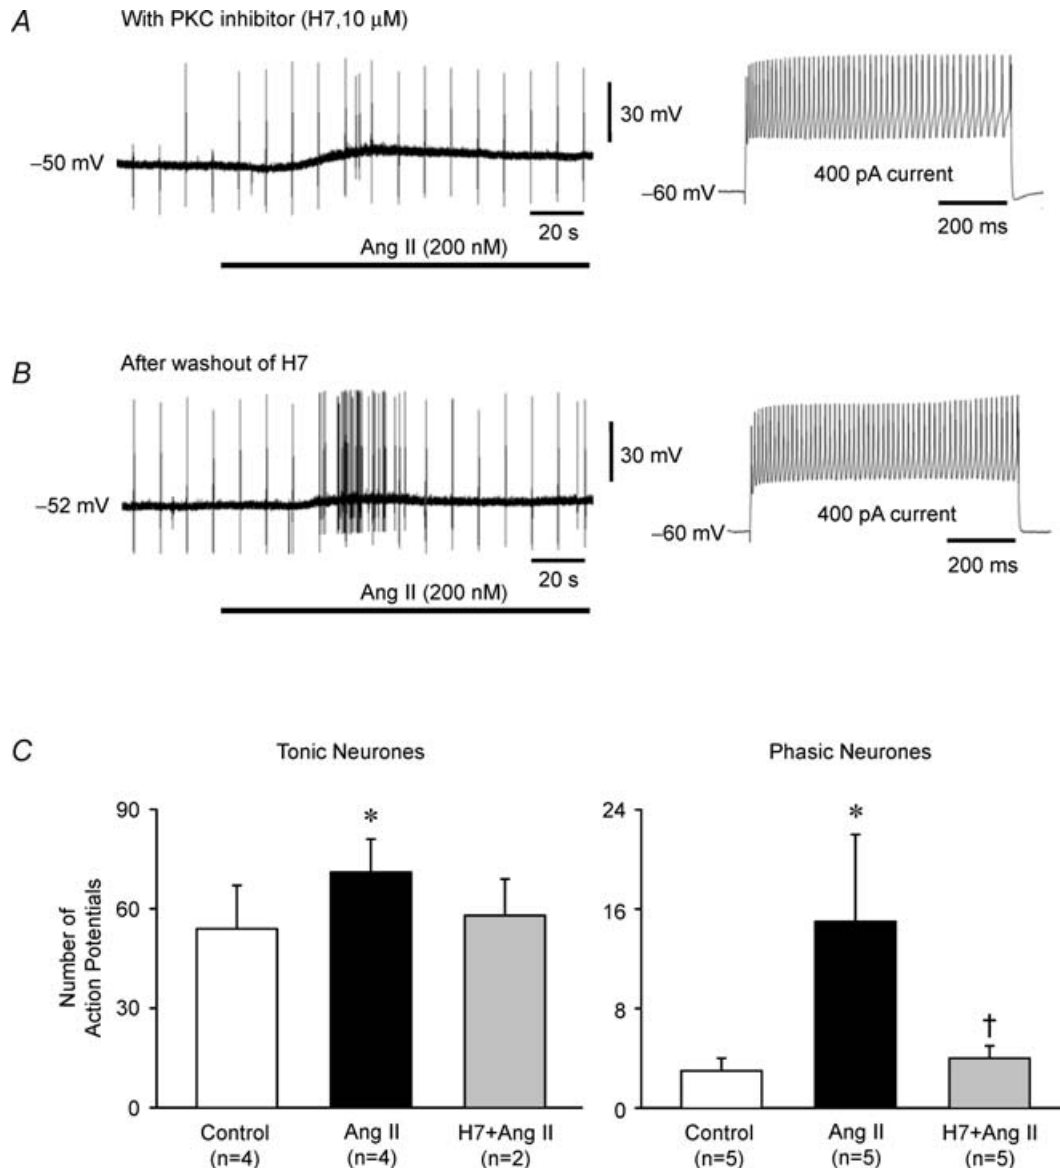 A
With PKC inhibitor (H7,10 µM)
30 mV
–50 mV
400 pA current
–60 mV
20 s
200 ms
Ang II (200 nM)
B
After washout of H7
30 mV
–52 mV
400 pA current
–60 mV
20 s
200 ms
Ang II (200 nM)
C
Tonic Neurones
Phasic Neurones
Number of
Action Potentials
90
60
30
0
*
24
16
8
0
*
†
Control
(n=4)
Ang II
(n=4)
H7+Ang II
(n=2)
Control
(n=5)
Ang II
(n=5)
H7+Ang II
(n=5)